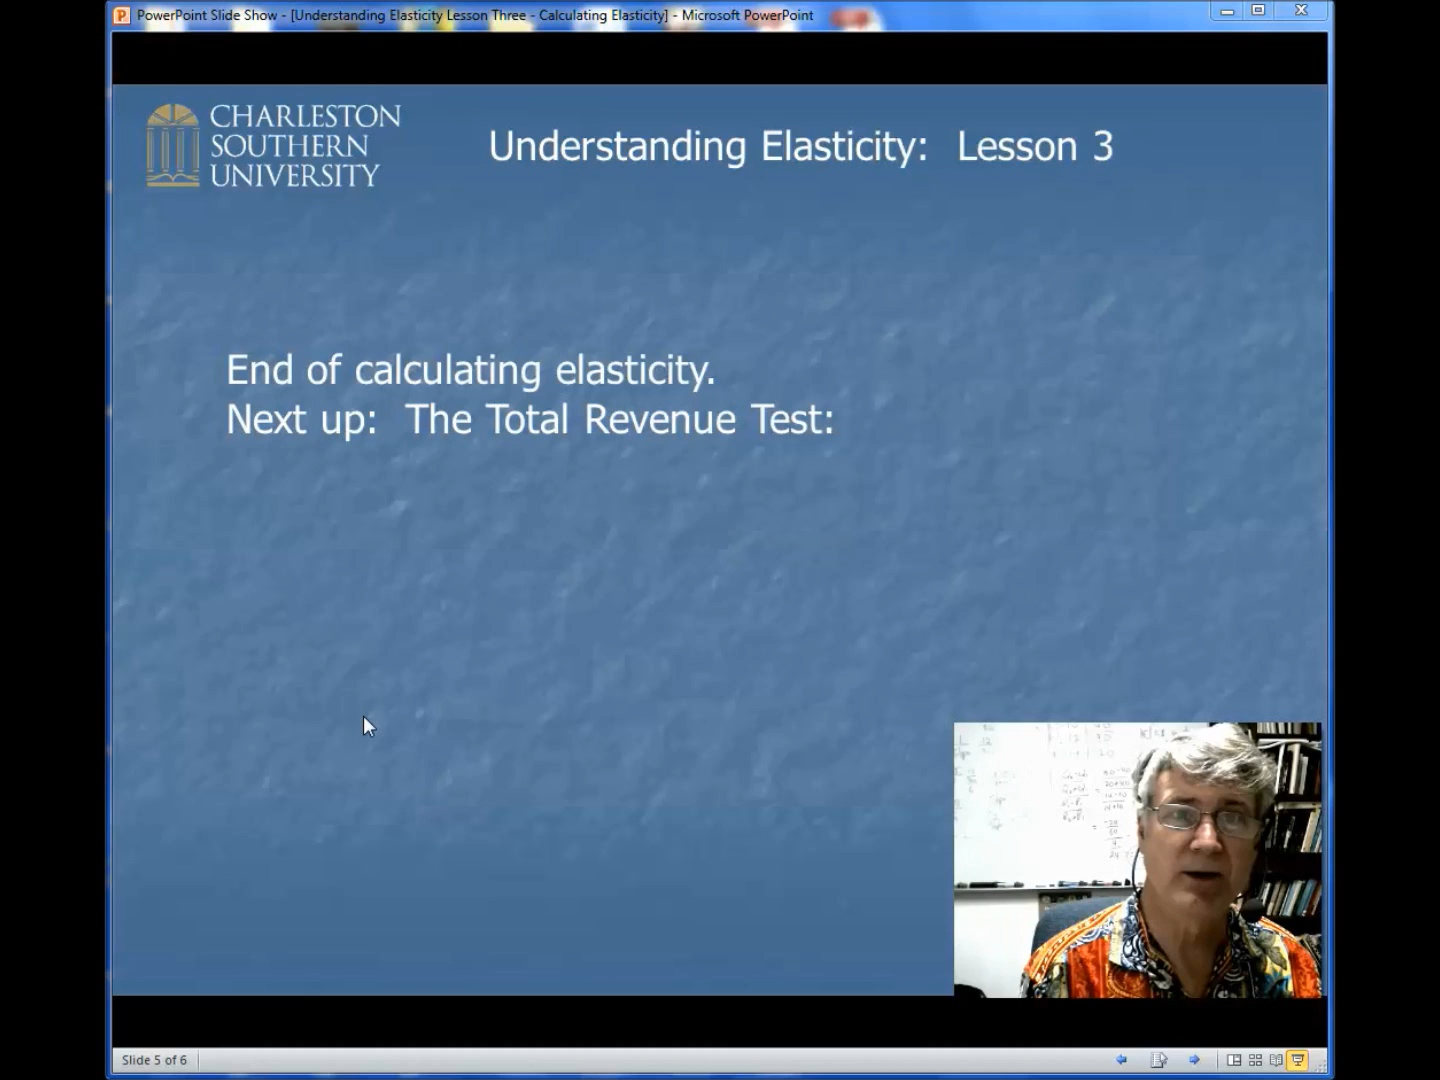 PowerPoint Slide Show - [Understanding Elasticity Lesson Three - Calculating Elasticity] - Microsoft PowerPoint
CHARLESTON
SOUTHERN
UNIVERSITY
Understanding Elasticity: Lesson 3
End of calculating elasticity.
Next up: The Total Revenue Test:
Slide 5 of 6